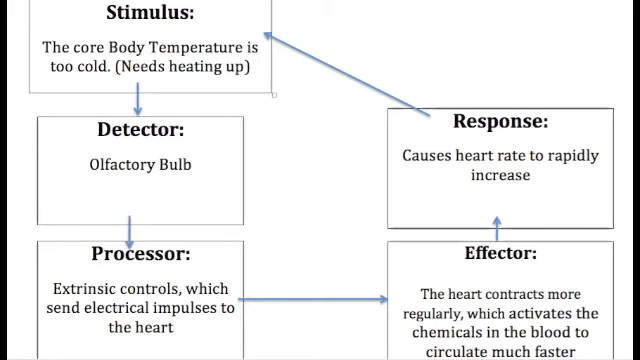 Stimulus:
The core Body Temperature is
too cold. (Needs heating up)
Detector:
Olfactory Bulb
Processor:
Extrinsic controls, which
send electrical impulses to
the heart
Response:
Causes heart rate to rapidly
increase
Effector:
The heart contracts more
regularly, which activates the
chemicals in the blood to
circulate much faster